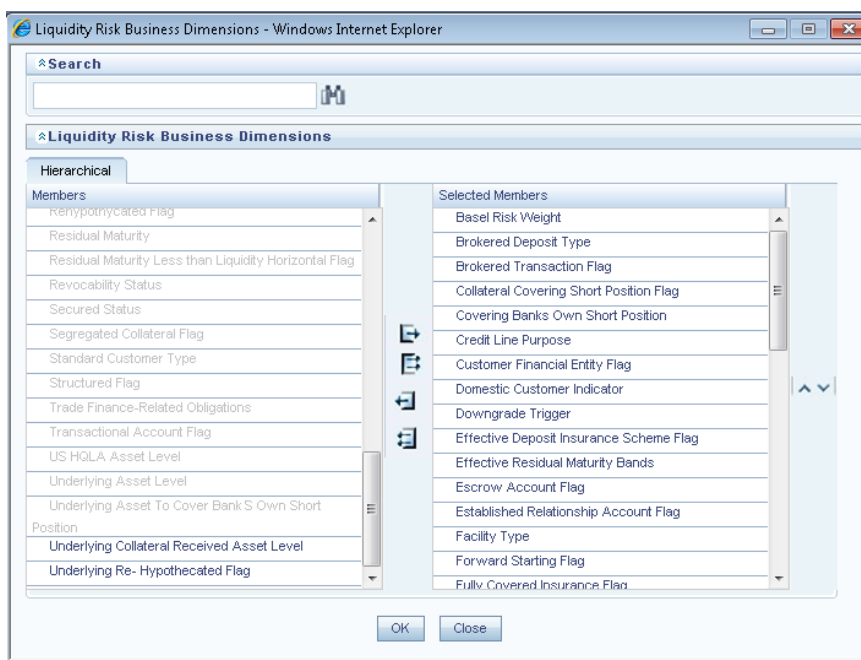 Liquidity Risk Business Dimensions - Windows Internet Explorer
Search
Liquidity Risk Business Dimensions
Hierarchical
Members
Rehypothycated Flag
Residual Maturity
Residual Maturity Less than Liquidity Horizontal Flag
Revocability Status
Secured Status
Segregated Collateral Flag
Standard Customer Type
Structured Flag
Trade Finance-Related Obligations
Transactional Account Flag
US HQLA Asset Level
Underlying Asset Level
Underlying Asset To Cover Bank S Own Short
Position
Underlying Collateral Received Asset Level
Underlying Re- Hypothecated Flag
Selected Members
Basel Risk Weight
Brokered Deposit Type
Brokered Transaction Flag
Collateral Covering Short Position Flag
Covering Banks Own Short Position
Credit Line Purpose
Customer Financial Entity Flag
Domestic Customer Indicator
Downgrade Trigger
Effective Deposit Insurance Scheme Flag
Effective Residual Maturity Bands
Escrow Account Flag
Established Relationship Account Flag
Facility Type
Forward Starting Flag
Fully Covered Insurance Flag
OK
Close